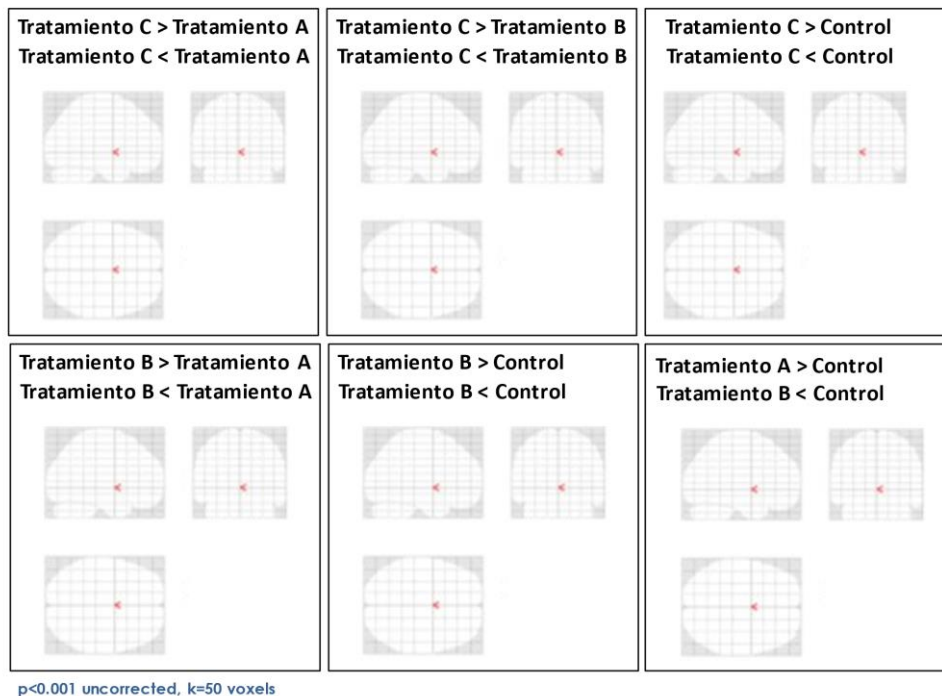 Tratamiento C > Tratamiento A
Tratamiento C < Tratamiento A
Tratamiento C > Tratamiento B
Tratamiento C < Tratamiento B
Tratamiento C > Control
Tratamiento C < Control
Tratamiento B > Tratamiento A
Tratamiento B < Tratamiento A
Tratamiento B > Control
Tratamiento B < Control
Tratamiento A > Control
Tratamiento B < Control
p<0.001 uncorrected, k=50 voxels